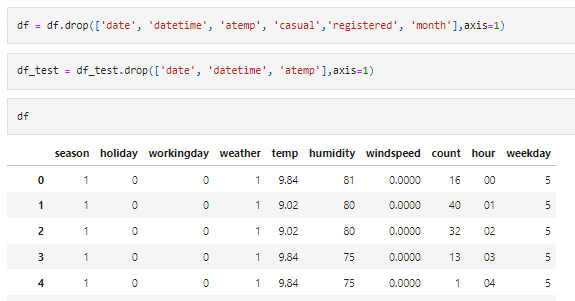 df = df.drop(['date', 'datetime', 'atemp', 'casual','registered', 'month'],axis=1)
df_test = df_test.drop(['date', 'datetime', 'atemp'],axis=1)
df
season holiday workingday weather temp humidity windspeed count hour weekday
0 1 0 0 1 9.84 81 0.0000 16 00 5
1 1 0 0 1 9.02 80 0.0000 40 01 5
2 1 0 0 1 9.02 80 0.0000 32 02 5
3 1 0 0 1 9.84 75 0.0000 13 03 5
4 1 0 0 1 9.84 75 0.0000 1 04 5